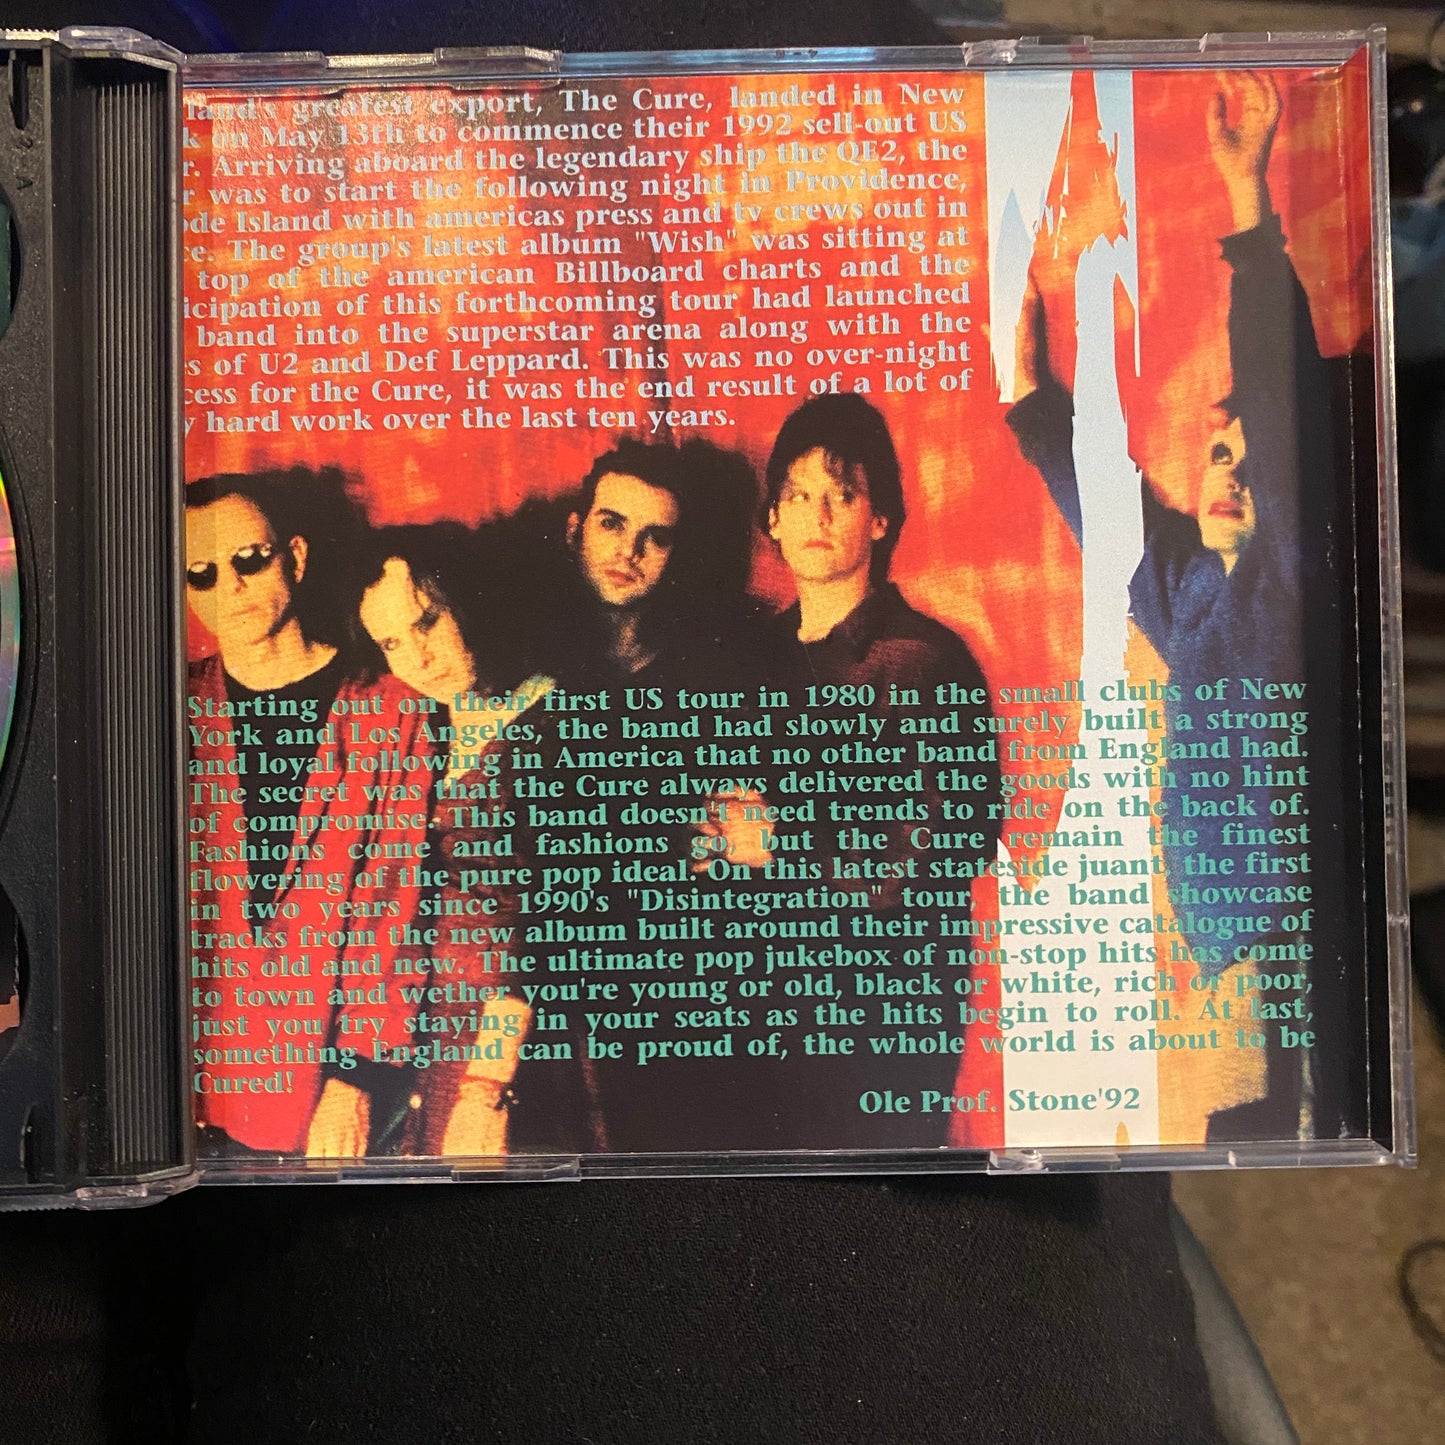 land's greatest export, The Cure, landed in New
k on May 13th to commence their 1992 sell-out US
r. Arriving aboard the legendary ship the QE2, the
r was to start the following night in Providence,
ode Island with americas press and tv crews out in
e. The group's latest album "Wish" was sitting at
top of the american Billboard charts and the
icipation of this forthcoming tour had launched
band into the superstar arena along with the
s of U2 and Def Leppard. This was no over-night
cess for the Cure, it was the end result of a lot of
y hard work over the last ten years.
Starting out on their first US tour in 1980 in the small clubs of New
York and Los Angeles, the band had slowly and surely built a strong
and loyal following in America that no other band from England had.
The secret was that the Cure always delivered the goods with no hint
of compromise. This band doesn't need trends to ride on the back of.
Fashions come and fashions go, but the Cure remain the finest
flowering of the pure pop ideal. On this latest stateside juant, the first
in two years since 1990's "Disintegration" tour, the band showcase
tracks from the new album built around their impressive catalogue of
hits old and new. The ultimate pop jukebox of non-stop hits has come
to town and wether you're young or old, black or white, rich or poor,
just you try staying in your seats as the hits begin to roll. At last,
something England can be proud of, the whole world is about to be
Cured!
Ole Prof. Stone'92